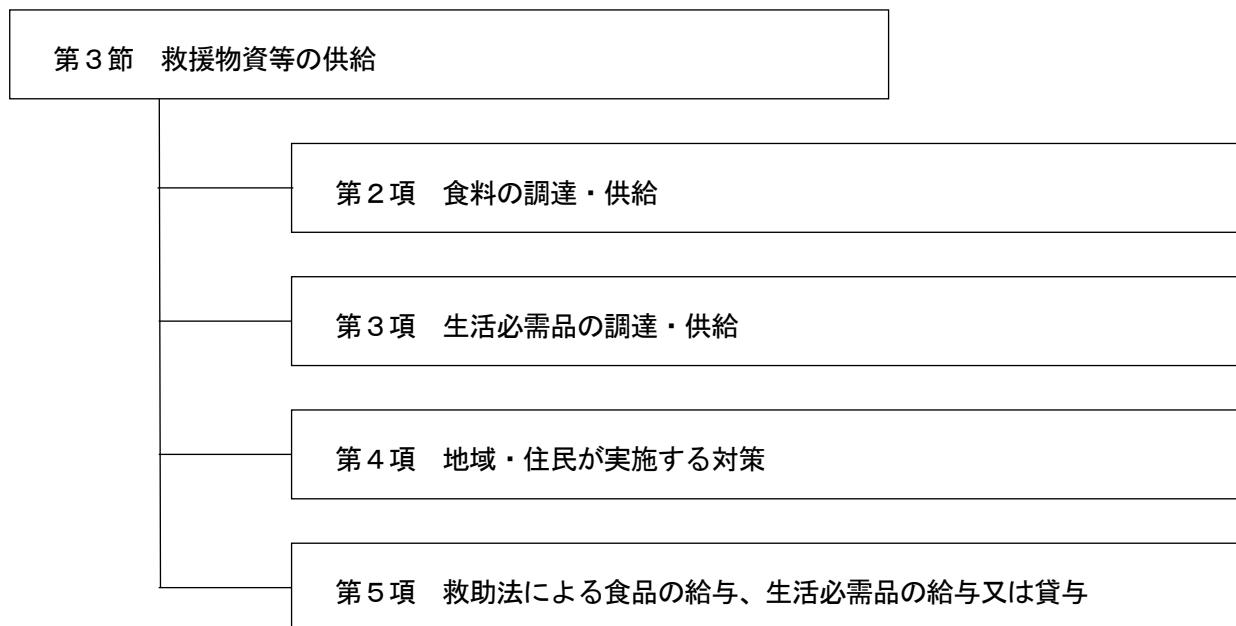 第３節　救援物資等の供給
第２項　食料の調達・供給
第３項　生活必需品の調達・供給
第４項　地域・住民が実施する対策
第５項　救助法による食品の給与、生活必需品の給与又は貸与